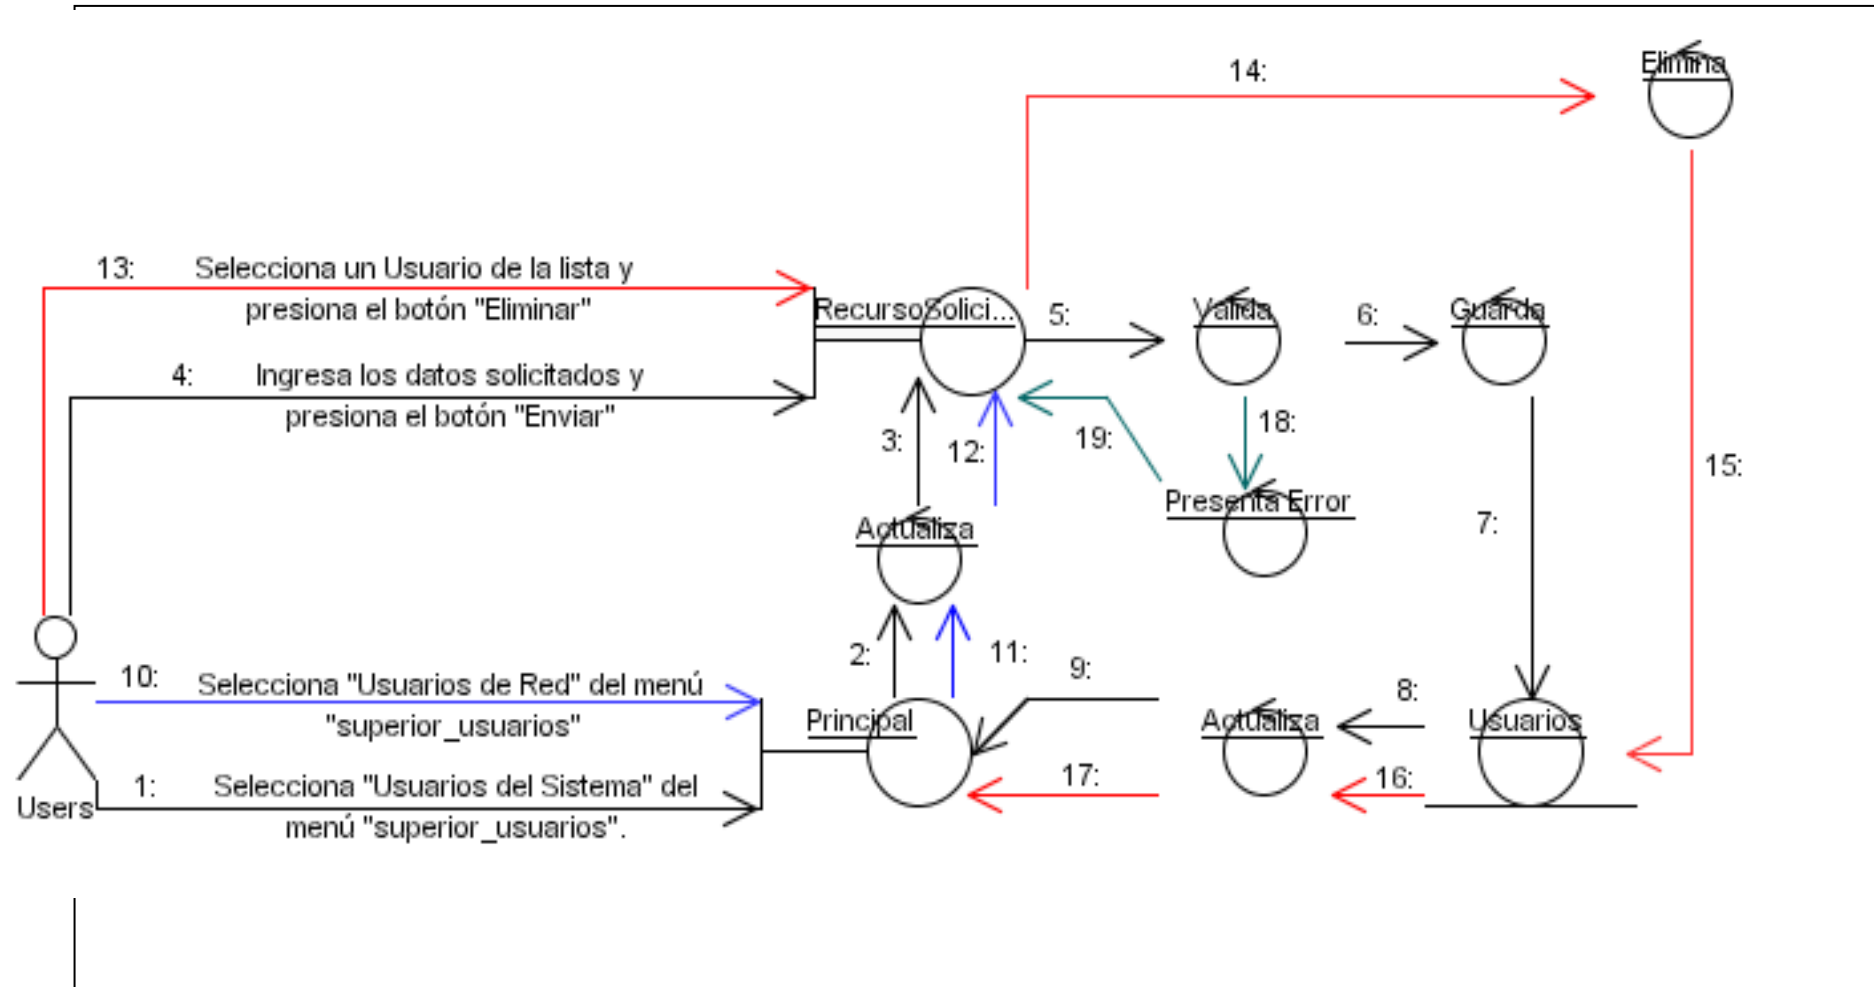 14:
Elimina
13: Selecciona un Usuario de la lista y
presiona el botón "Eliminar"
RecursoSolici...
5:
Valida
6:
Guarda
4: Ingresa los datos solicitados y
presiona el botón "Enviar"
3:
12:
19:
18:
15:
Presenta Error
7:
Actualiza
2:
11:
9:
8:
10: Selecciona "Usuarios de Red" del menú
"superior_usuarios"
Principal
Actualiza
Usuarios
17:
16:
1: Selecciona "Usuarios del Sistema" del
menú "superior_usuarios".
Users